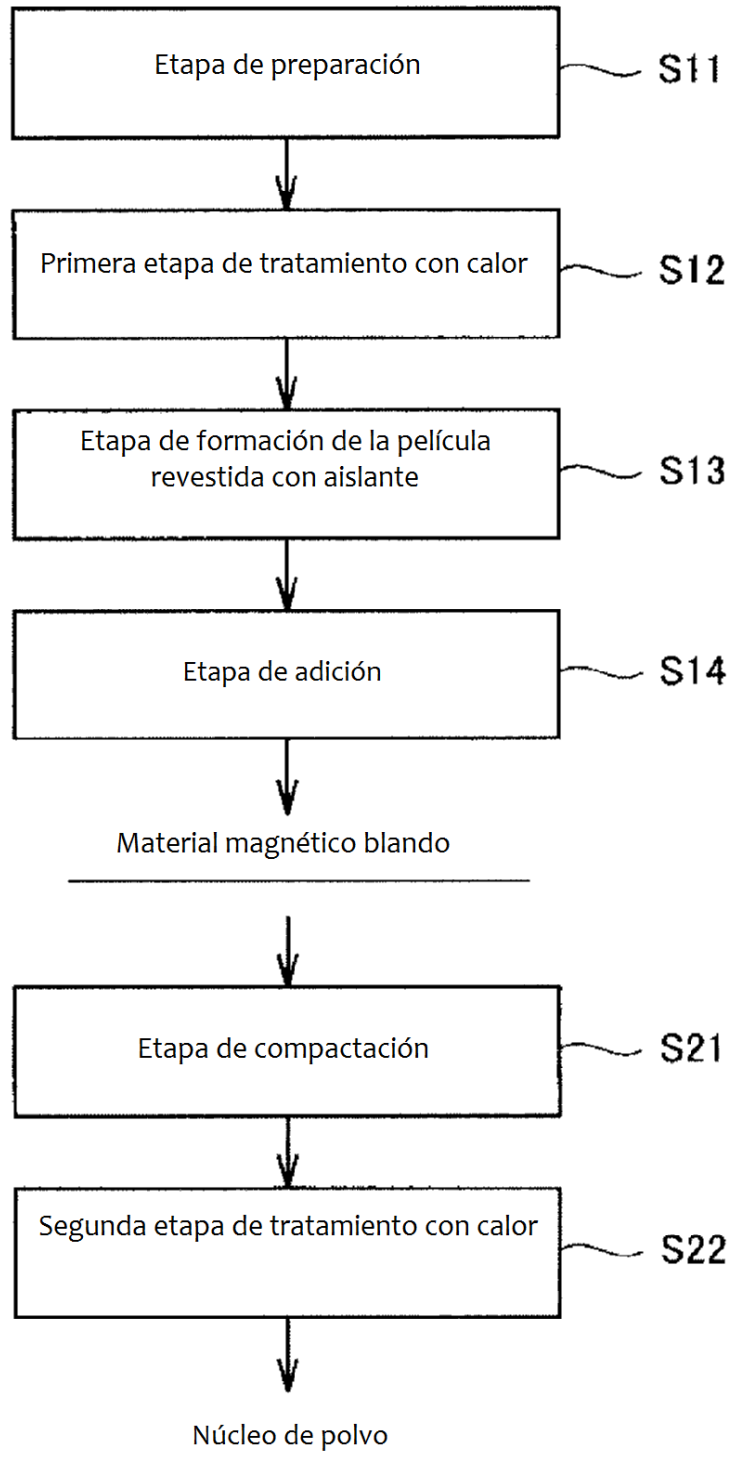 Etapa de preparación
S11
Primera etapa de tratamiento con calor
S12
Etapa de formación de la película
revestida con aislante
S13
Etapa de adición
S14
Material magnético blando
Etapa de compactación
S21
Segunda etapa de tratamiento con calor
S22
Núcleo de polvo